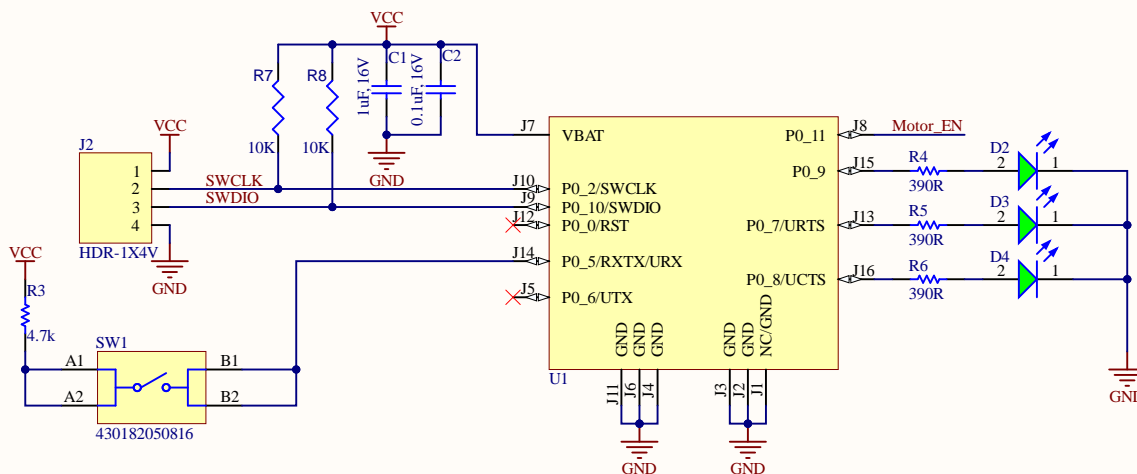 VCC
C1
C2
R7
R8
1uF, 16V
0.1uF, 16V
10K
10K
GND
VCC
J2
1
2
3
4
HDR-1X4V
GND
SWCLK
SWDIO
J7
VBAT
J10
P0_2/SWCLK
J9
P0_10/SWDIO
J12
P0_0/RST
J14
P0_5/RXTX/URX
J5
P0_6/UTX
P0_11
J8
Motor_EN
P0_9
J15
R4
390R
2
D2
1
P0_7/URTS
J13
R5
390R
2
D3
1
P0_8/UCTS
J16
R6
390R
2
D4
1
GND
GND
GND
GND
GND
GND
NC/GND
U1
J11
J6
J4
J3
J2
J1
GND
GND
VCC
R3
4.7k
SW1
A1
A2
B1
B2
430182050816